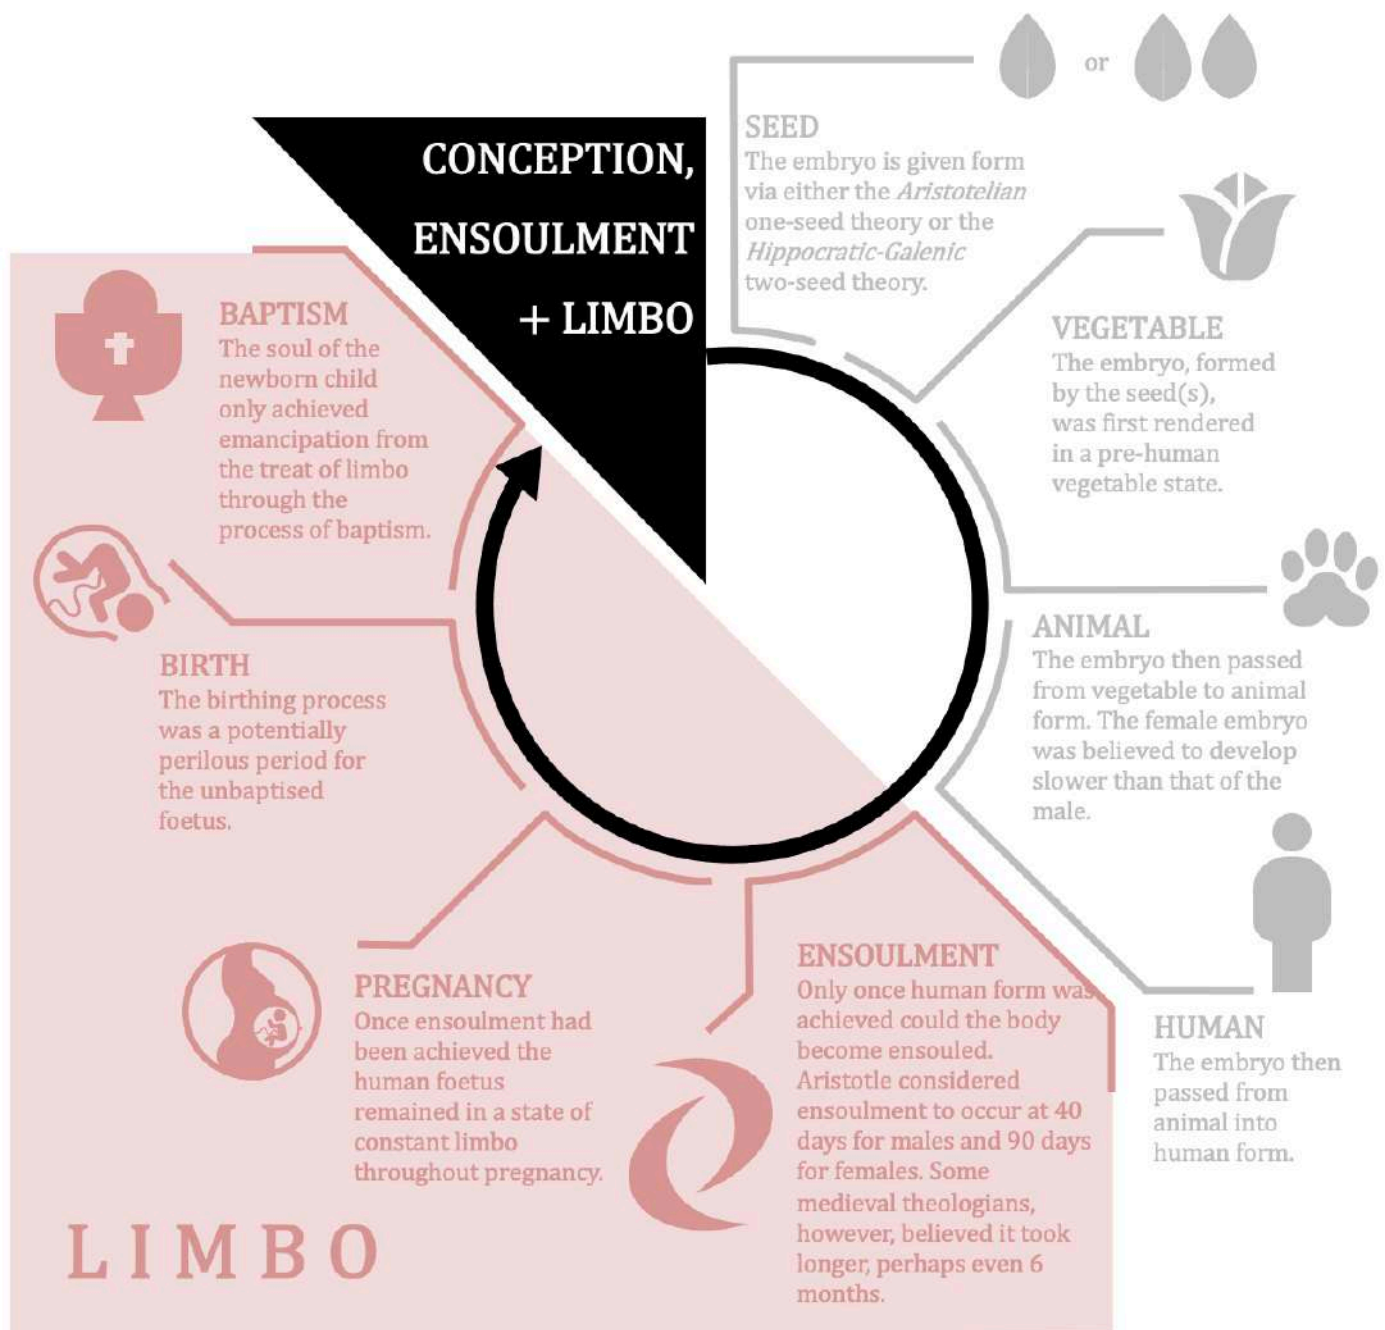 CONCEPTION,
ENSOULMENT
+ LIMBO
or
SEED
The embryo is given form
via either the Aristotelian
one-seed theory or the
Hippocratic-Galenic
two-seed theory.
VEGETABLE
The embryo, formed
by the seed(s),
was first rendered
in a pre-human
vegetable state.
ANIMAL
The embryo then passed
from vegetable to animal
form. The female embryo
was believed to develop
slower than that of the
male.
HUMAN
The embryo then
passed from
animal into
human form.
ENSOULMENT
Only once human form was
achieved could the body
become ensouled.
Aristotle considered
ensoulment to occur at 40
days for males and 90 days
for females. Some
medieval theologians,
however, believed it took
longer, perhaps even 6
months.
PREGNANCY
Once ensoulment had
been achieved the
human foetus
remained in a state of
constant limbo
throughout pregnancy.
BIRTH
The birthing process
was a potentially
perilous period for
the unbaptised
foetus.
BAPTISM
The soul of the
newborn child
only achieved
emancipation from
the treat of limbo
through the
process of baptism.
LIMBO